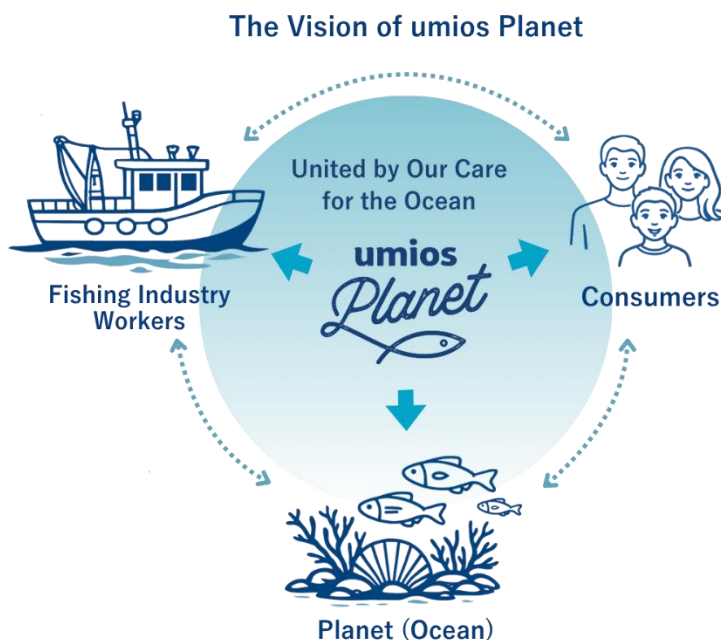 The Vision of umios Planet
United by Our Care
for the Ocean
umios
Planet
Fishing Industry
Workers
Consumers
Planet (Ocean)